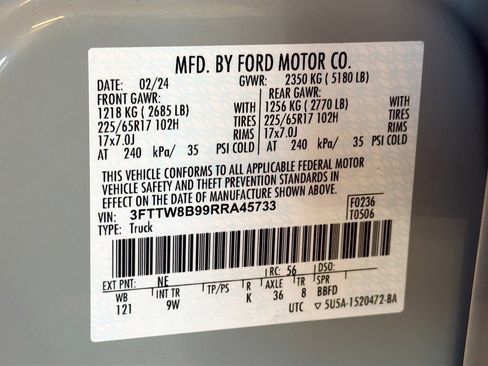 MFD. BY FORD MOTOR CO.
DATE: 02/24 GVWR: 2350 KG ( 5180 LB)
FRONT GAWR: REAR GAWR:
1218 KG ( 2685 LB) WITH 1256 KG ( 2770 LB) WITH
225/65R17 102H TIRES 225/65R17 102H TIRES
17x7.0J RIMS 17x7.0J RIMS
AT 240 kPa/ 35 PSI COLD AT 240 kPa/ 35 PSI COLD
THIS VEHICLE CONFORMS TO ALL APPLICABLE FEDERAL MOTOR
VEHICLE SAFETY AND THEFT PREVENTION STANDARDS IN
EFFECT ON THE DATE OF MANUFACTURE SHOWN ABOVE.
VIN: 3FTTW8B99RRA45733 F0236
TYPE: Truck T0506
EXT PNT: NE RC: 56 DSO:
WB INT TR TP/PS R AXLE TR
121 9W K 36 8 BBFD
UTC ▽ 5U5A-1520472-BA